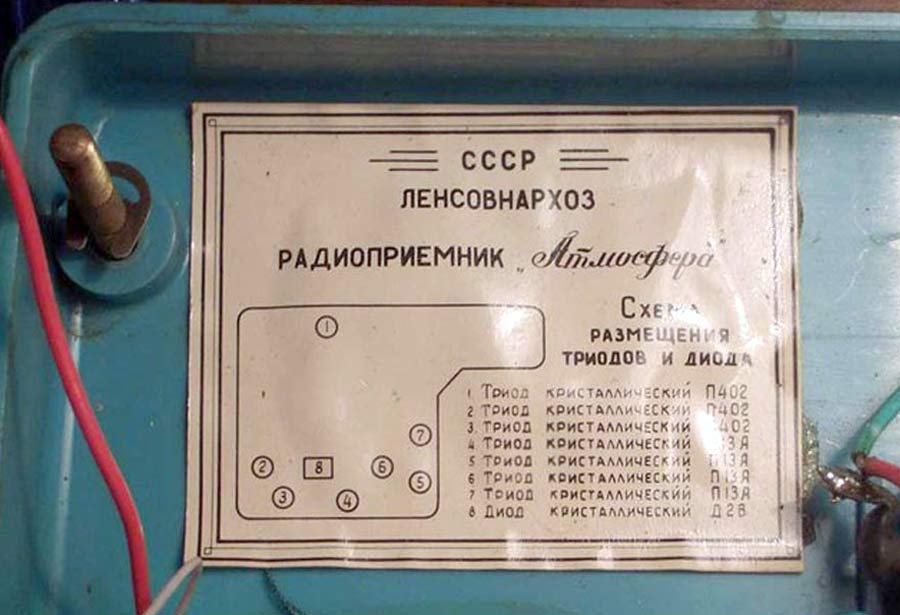 СССР
ЛЕНСОВНАРХОЗ
РАДИОПРИЕМНИК „Атмосфера"
Схема
РАЗМЕЩЕНИЯ
ТРИОДОВ И ДИОДА
1 Триод кристаллический П402
2 Триод кристаллический П402
3 Триод кристаллический П402
4 Триод кристаллический П13А
5 Триод кристаллический П13А
6 Триод кристаллический П13А
7 Триод кристаллический П13А
8 Диод кристаллический Д2В
1
7
2 8 6
5
3 4